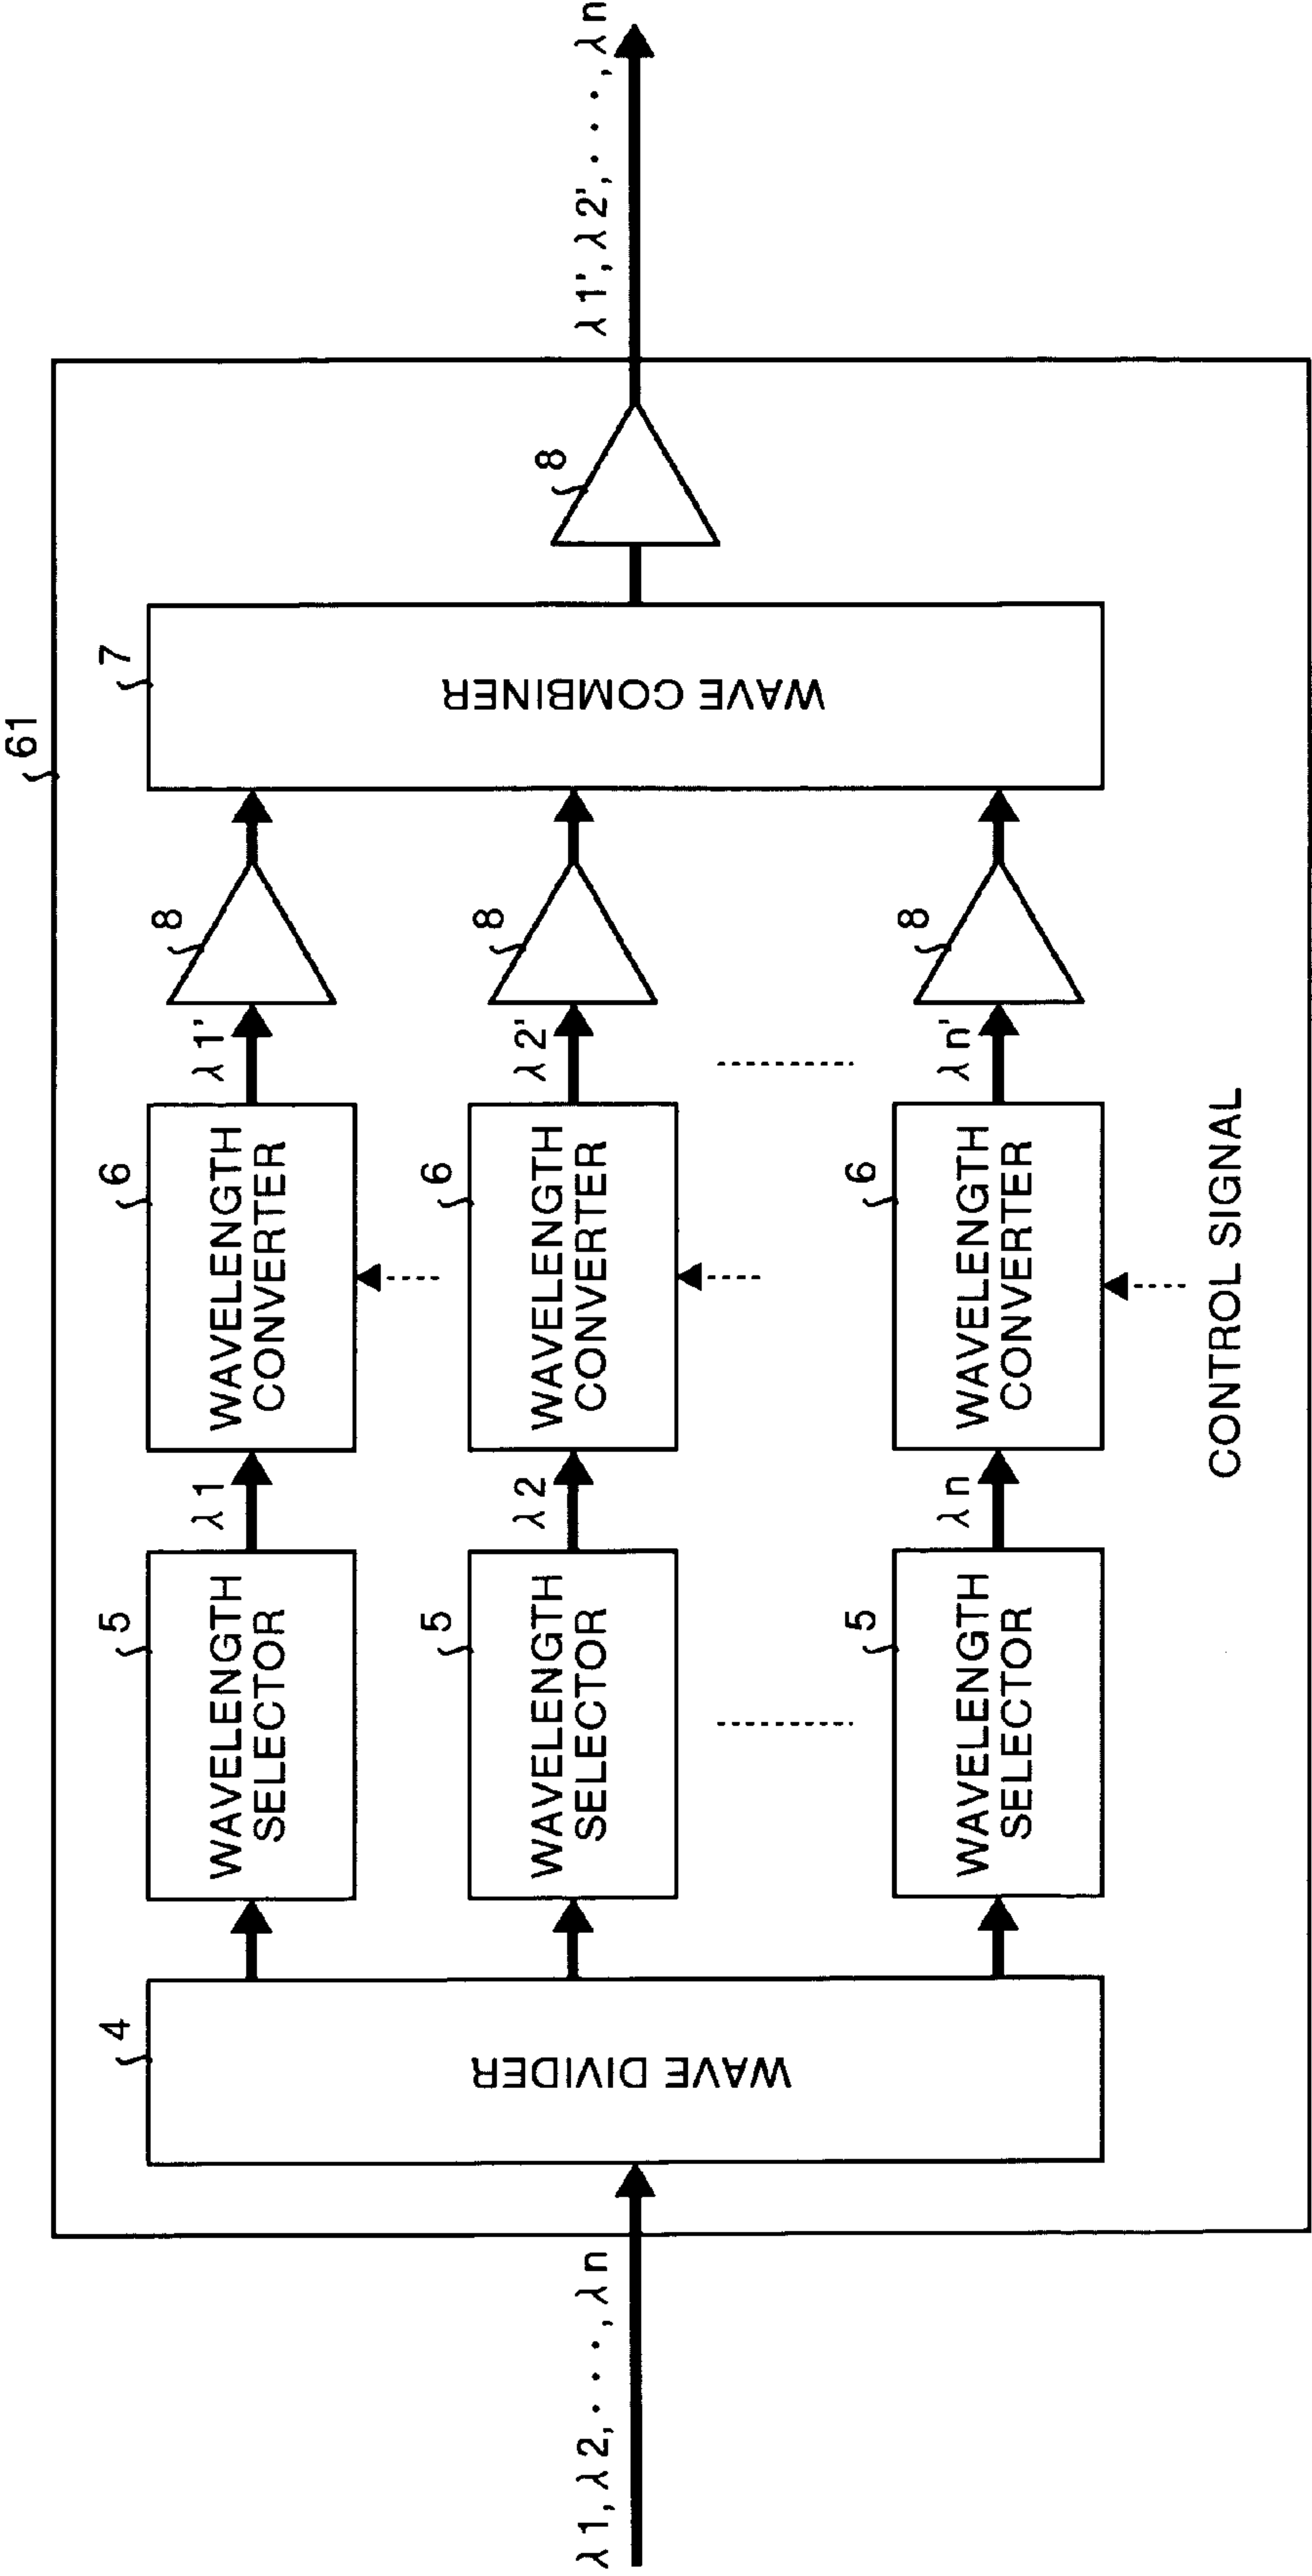 61
λ1, λ2, · · ·, λn
4
WAVE DIVIDER
5
WAVELENGTH
SELECTOR
λ1
6
WAVELENGTH
CONVERTER
λ1'
8
5
WAVELENGTH
SELECTOR
λ2
6
WAVELENGTH
CONVERTER
λ2'
8
5
WAVELENGTH
SELECTOR
λn
6
WAVELENGTH
CONVERTER
λn'
8
CONTROL SIGNAL
7
WAVE COMBINER
8
λ1', λ2', · · ·, λn